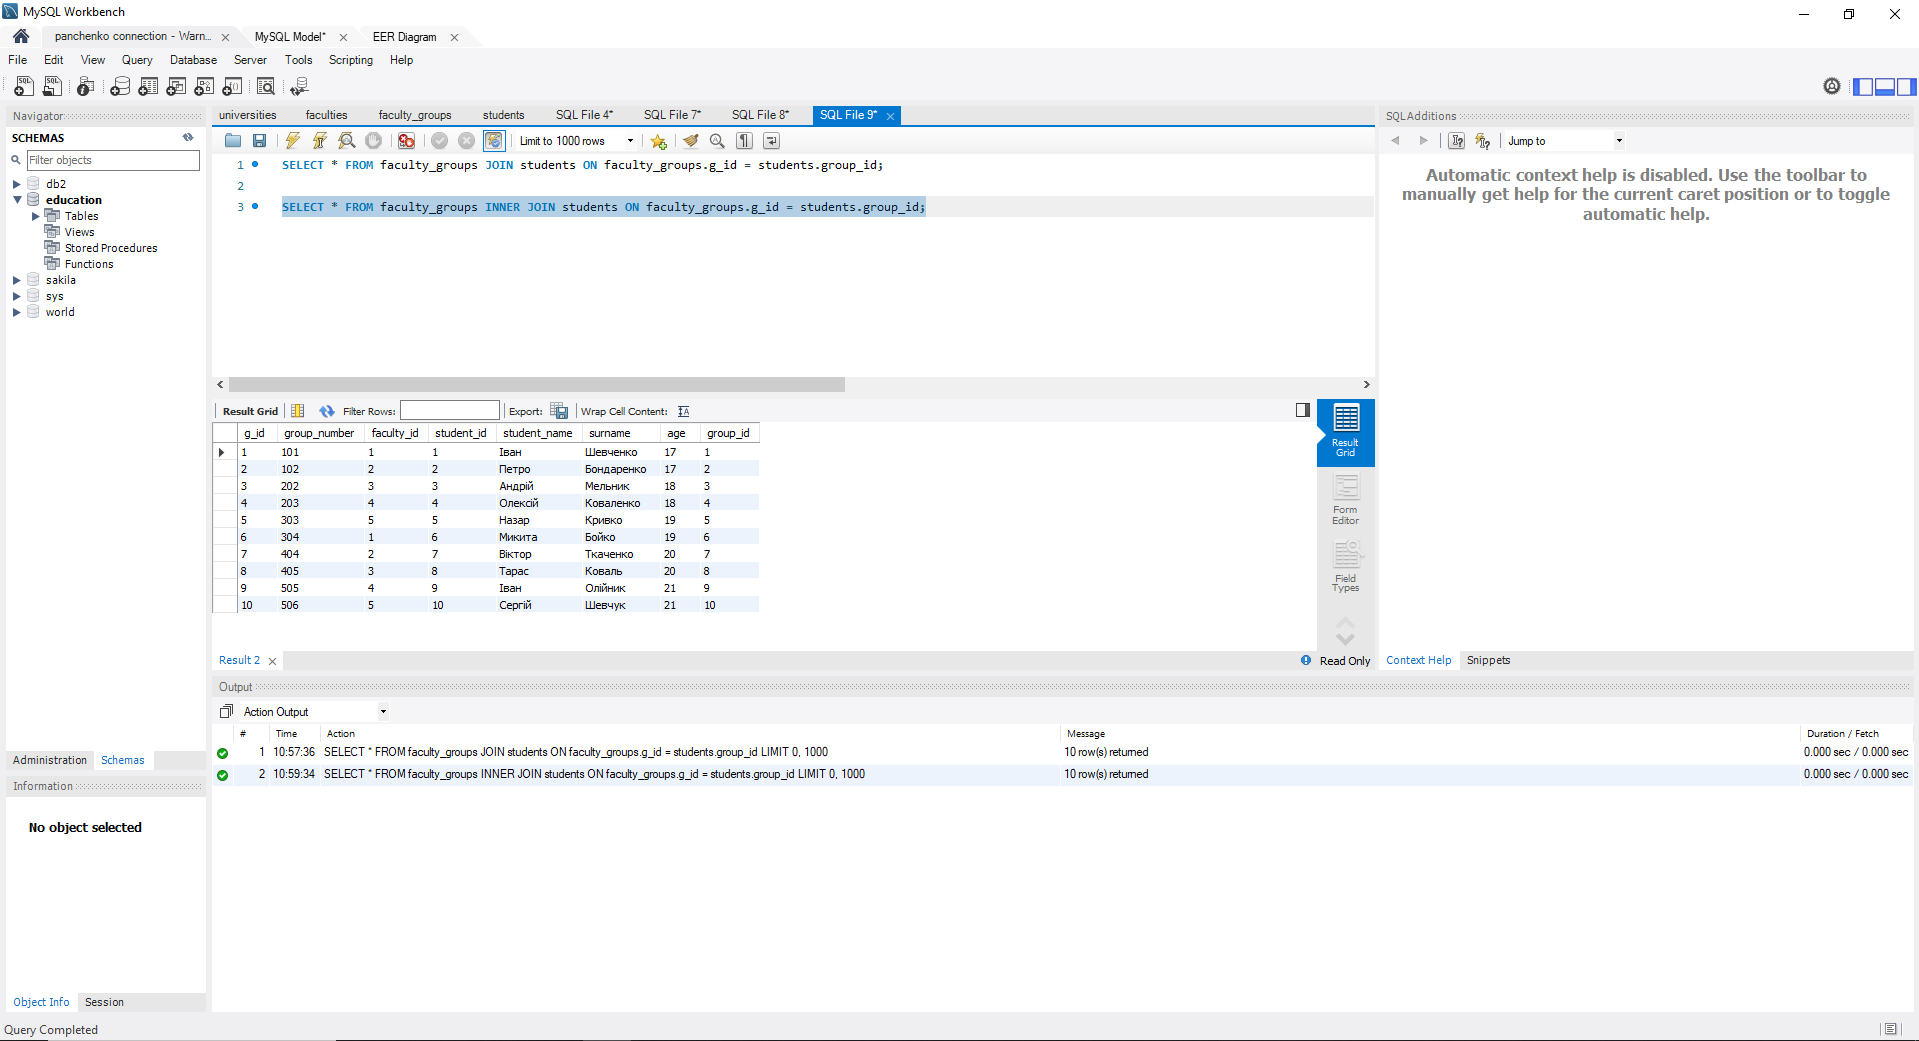 MySQL Workbench
panchenko connection - Warn...
MySQL Model*
EER Diagram
File Edit View Query Database Server Tools Scripting Help
Navigator
SCHEMAS
Filter objects
db2
education
Tables
Views
Stored Procedures
Functions
sakila
sys
world
Administration Schemas
Information
No object selected
Object Info Session
universities faculties faculty_groups students SQL File 4* SQL File 7* SQL File 8* SQL File 9*
Limit to 1000 rows
1 SELECT * FROM faculty_groups JOIN students ON faculty_groups.g_id = students.group_id;
2
3 SELECT * FROM faculty_groups INNER JOIN students ON faculty_groups.g_id = students.group_id;
Result Grid Filter Rows: Export: Wrap Cell Content:
g_id group_number faculty_id student_id student_name surname age group_id
1 101 1 1 Іван Шевченко 17 1
2 102 2 2 Петро Бондаренко 17 2
3 202 3 3 Андрій Мельник 18 3
4 203 4 4 Олексій Коваленко 18 4
5 303 5 5 Назар Кривко 19 5
6 304 1 6 Микита Бойко 19 6
7 404 2 7 Віктор Ткаченко 20 7
8 405 3 8 Тарас Коваль 20 8
9 505 4 9 Іван Олійник 21 9
10 506 5 10 Сергій Шевчук 21 10
Result
Grid
Form
Editor
Field
Types
Result 2
Read Only
SQLAdditions
Jump to
Automatic context help is disabled. Use the toolbar to
manually get help for the current caret position or to toggle
automatic help.
Context Help Snippets
Output
Action Output
# Time Action Message Duration / Fetch
1 10:57:36 SELECT * FROM faculty_groups JOIN students ON faculty_groups.g_id = students.group_id LIMIT 0, 1000 10 row(s) returned 0.000 sec / 0.000 sec
2 10:59:34 SELECT * FROM faculty_groups INNER JOIN students ON faculty_groups.g_id = students.group_id LIMIT 0, 1000 10 row(s) returned 0.000 sec / 0.000 sec
Query Completed